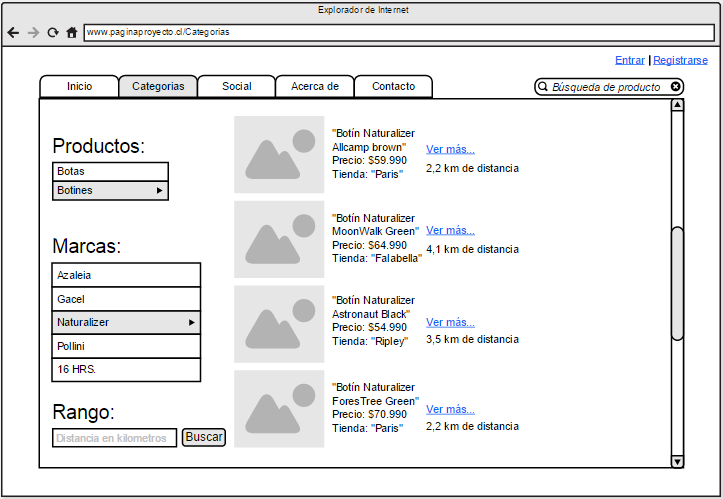 Explorador de Internet
www.paginaproyecto.cl/Categorias
Entrar | Registrarse
Inicio
Categorias
Social
Acerca de
Contacto
Búsqueda de producto
Productos:
Botas
Botines
Marcas:
Azaleia
Gacel
Naturalizer
Pollini
16 HRS.
Rango:
Distancia en kilometros
Buscar
"Botín Naturalizer
Allcamp brown"
Precio: $59.990
Tienda: "Paris"
Ver más...
2,2 km de distancia
"Botín Naturalizer
MoonWalk Green"
Precio: $64.990
Tienda: "Falabella"
Ver más...
4,1 km de distancia
"Botín Naturalizer
Astronaut Black"
Precio: $54.990
Tienda: "Ripley"
Ver más...
3,5 km de distancia
"Botín Naturalizer
ForesTree Green"
Precio: $70.990
Tienda: "Paris"
Ver más...
2,2 km de distancia